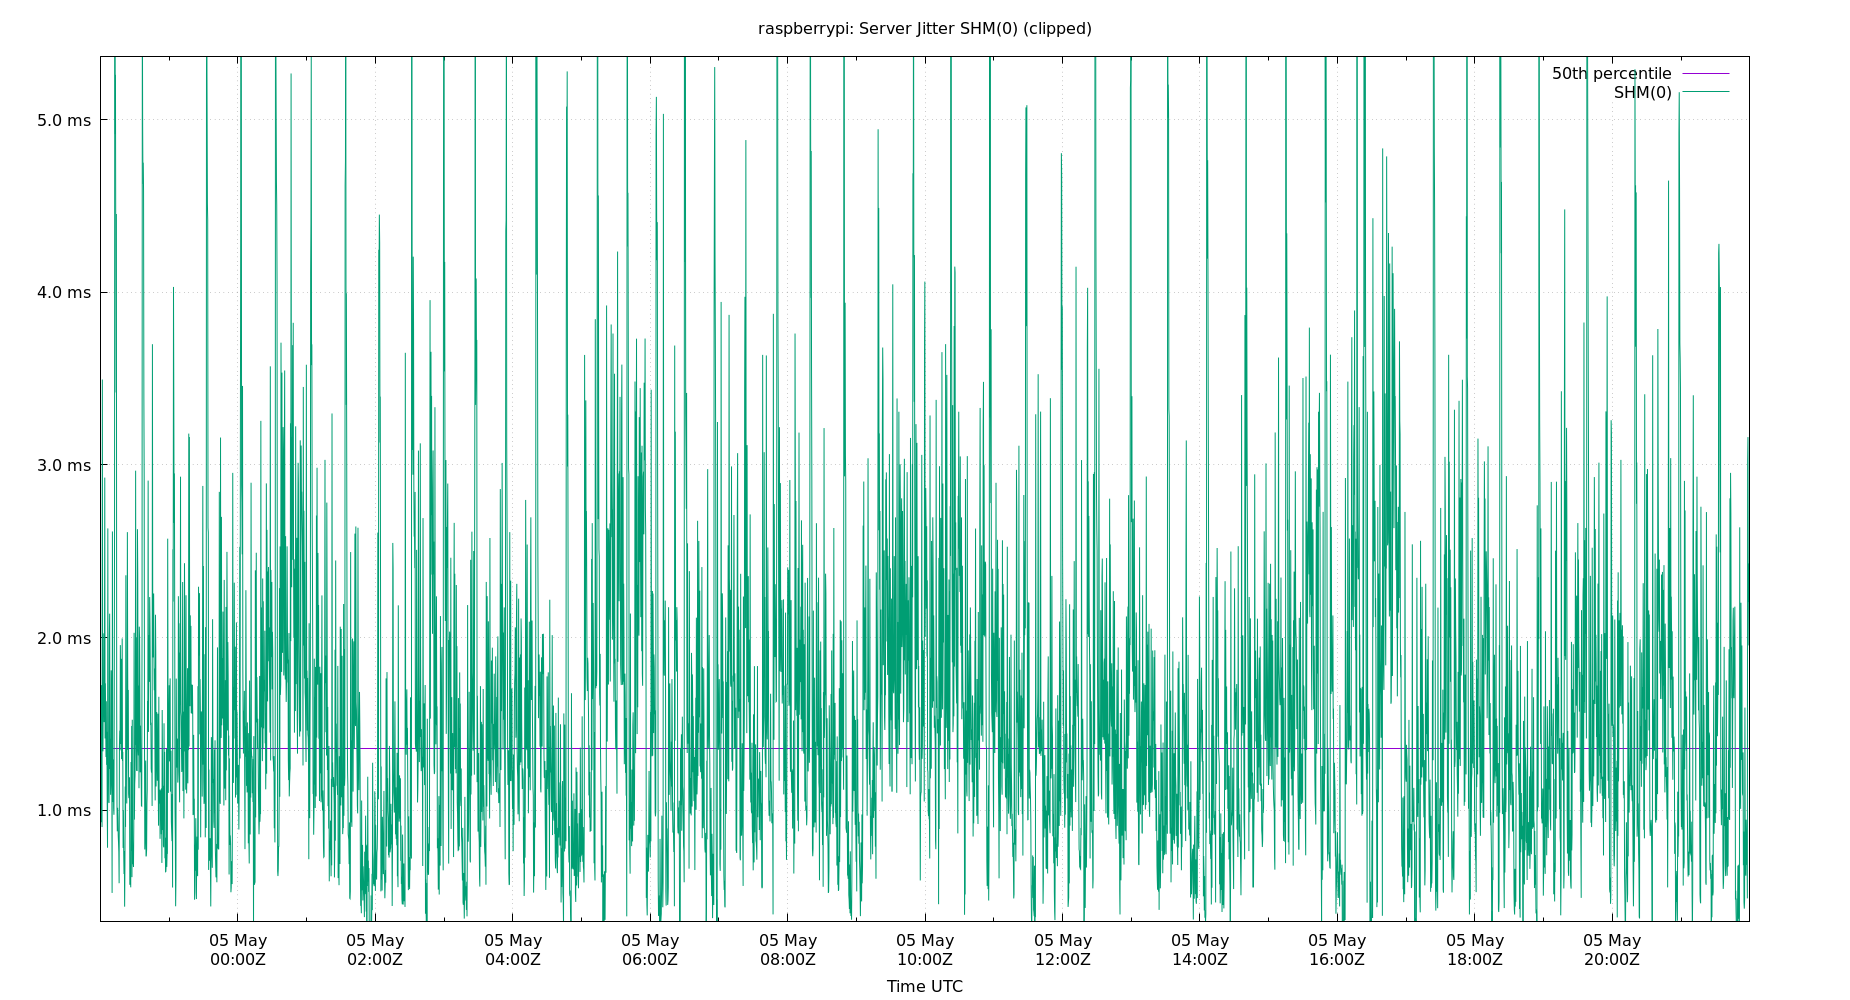 raspberrypi: Server Jitter SHM(0) (clipped)
50th percentile
SHM(0)
5.0 ms
4.0 ms
3.0 ms
2.0 ms
1.0 ms
05 May 05 May 05 May 05 May 05 May 05 May 05 May 05 May 05 May 05 May 05 May
00:00Z 02:00Z 04:00Z 06:00Z 08:00Z 10:00Z 12:00Z 14:00Z 16:00Z 18:00Z 20:00Z
Time UTC